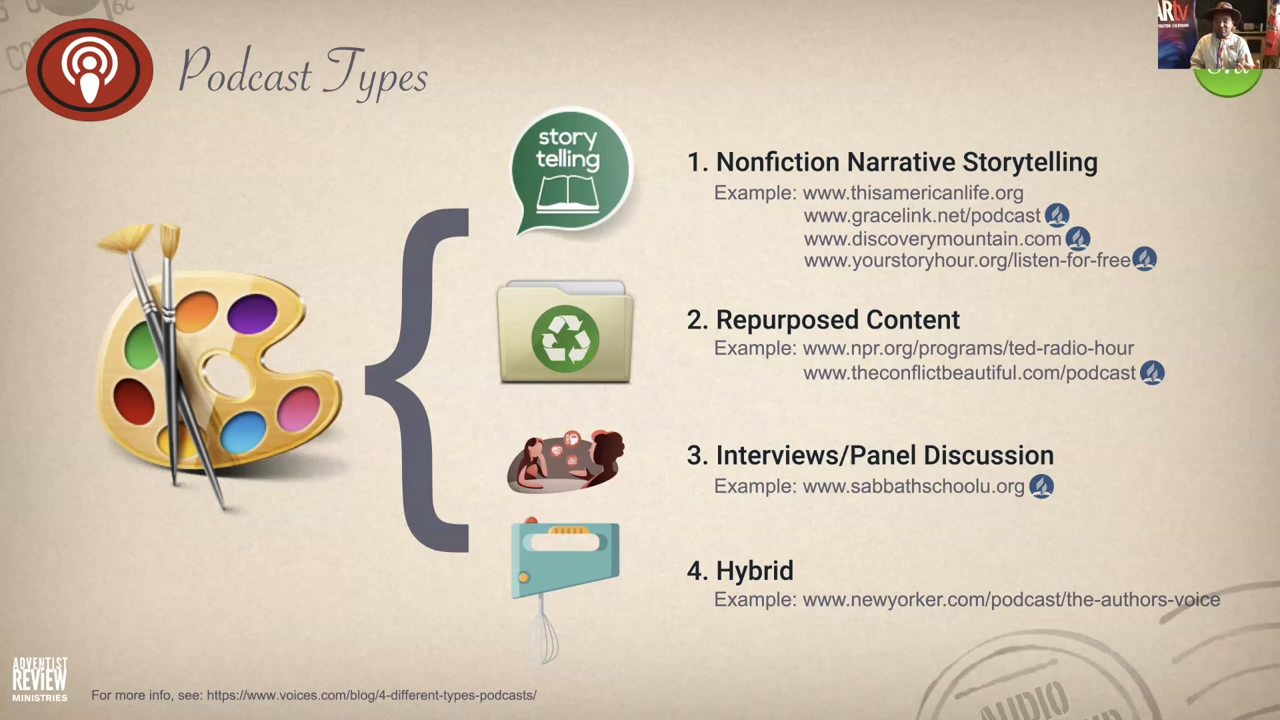 Podcast Types
ARtv
story
telling
1. Nonfiction Narrative Storytelling
Example: www.thisamericanlife.org
www.gracelink.net/podcast
www.discoverymountain.com
www.yourstoryhour.org/listen-for-free
2. Repurposed Content
Example: www.npr.org/programs/ted-radio-hour
www.theconflictbeautiful.com/podcast
3. Interviews/Panel Discussion
Example: www.sabbathschoolu.org
4. Hybrid
Example: www.newyorker.com/podcast/the-authors-voice
ADVENTIST
REVIEW
MINISTRIES
For more info, see: https://www.voices.com/blog/4-different-types-podcasts/
AUDIO